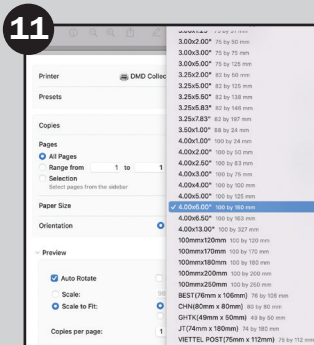 11
3.00x1.25" 75 by 31 mm
3.00x2.00" 75 by 50 mm
3.00x3.00" 75 by 75 mm
3.00x5.00" 75 by 125 mm
3.25x2.00" 82 by 50 mm
3.25x5.00" 82 by 125 mm
3.25x5.50" 82 by 138 mm
3.25x5.83" 82 by 146 mm
3.25x7.83" 82 by 197 mm
3.50x1.00" 88 by 24 mm
4.00x1.00" 100 by 24 mm
4.00x2.00" 100 by 50 mm
4.00x2.50" 100 by 63 mm
4.00x3.00" 100 by 75 mm
4.00x4.00" 100 by 100 mm
4.00x5.00" 100 by 125 mm
✓ 4.00x6.00" 100 by 150 mm
4.00x6.50" 100 by 163 mm
4.00x13.00" 100 by 327 mm
100mmx120mm 100 by 120 mm
100mmx170mm 100 by 170 mm
100mmx180mm 100 by 180 mm
100mmx200mm 100 by 200 mm
100mmx250mm 100 by 250 mm
BEST(76mm x 106mm) 76 by 106 mm
CHN(80mm x 80mm) 80 by 80 mm
GHTK(49mm x 50mm) 49 by 50 mm
JT(74mm x 180mm) 74 by 180 mm
VIETTEL POST(75mm x 112mm) 75 by 112 mm
Printer DMD Collec
Presets
Copies
Pages
All Pages
Range from 1 to 1
Selection
Select pages from the sidebar
Paper Size
Orientation
Preview
Auto Rotate
Scale:
Scale to Fit:
Copies per page: 1